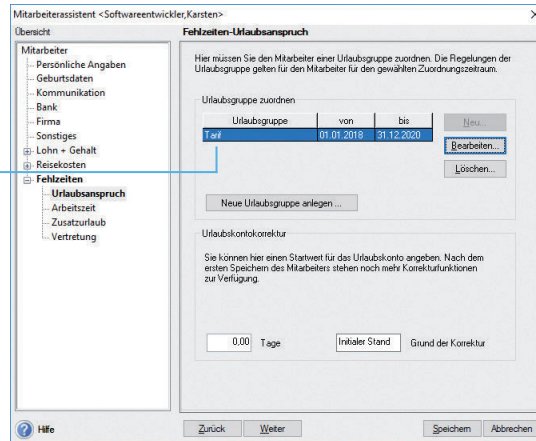 Mitarbeiterassistent <Softwareentwickler,Karsten>
Übersicht
Mitarbeiter
Persönliche Angaben
Geburtsdaten
Kommunikation
Bank
Firma
Sonstiges
Lohn + Gehalt
Reisekosten
Fehlzeiten
Urlaubsanspruch
Arbeitszeit
Zusatzurlaub
Vertretung
Fehlzeiten-Urlaubsanspruch
Hier müssen Sie den Mitarbeiter einer Urlaubsgruppe zuordnen. Die Regelungen der
Urlaubsgruppe gelten für den Mitarbeiter für den gewählten Zuordnungszeitraum.
Urlaubsgruppe zuordnen
Urlaubsgruppe von bis
Tarif 01.01.2018 31.12.2020
Neu...
Bearbeiten...
Löschen...
Neue Urlaubsgruppe anlegen ...
Urlaubskontokorrektur
Sie können hier einen Startwert für das Urlaubskonto angeben. Nach dem
ersten Speichern des Mitarbeiters stehen noch mehr Korrekturfunktionen
zur Verfügung.
0,00 Tage Initialer Stand Grund der Korrektur
Hilfe Zurück Weiter Speichern Abbrechen